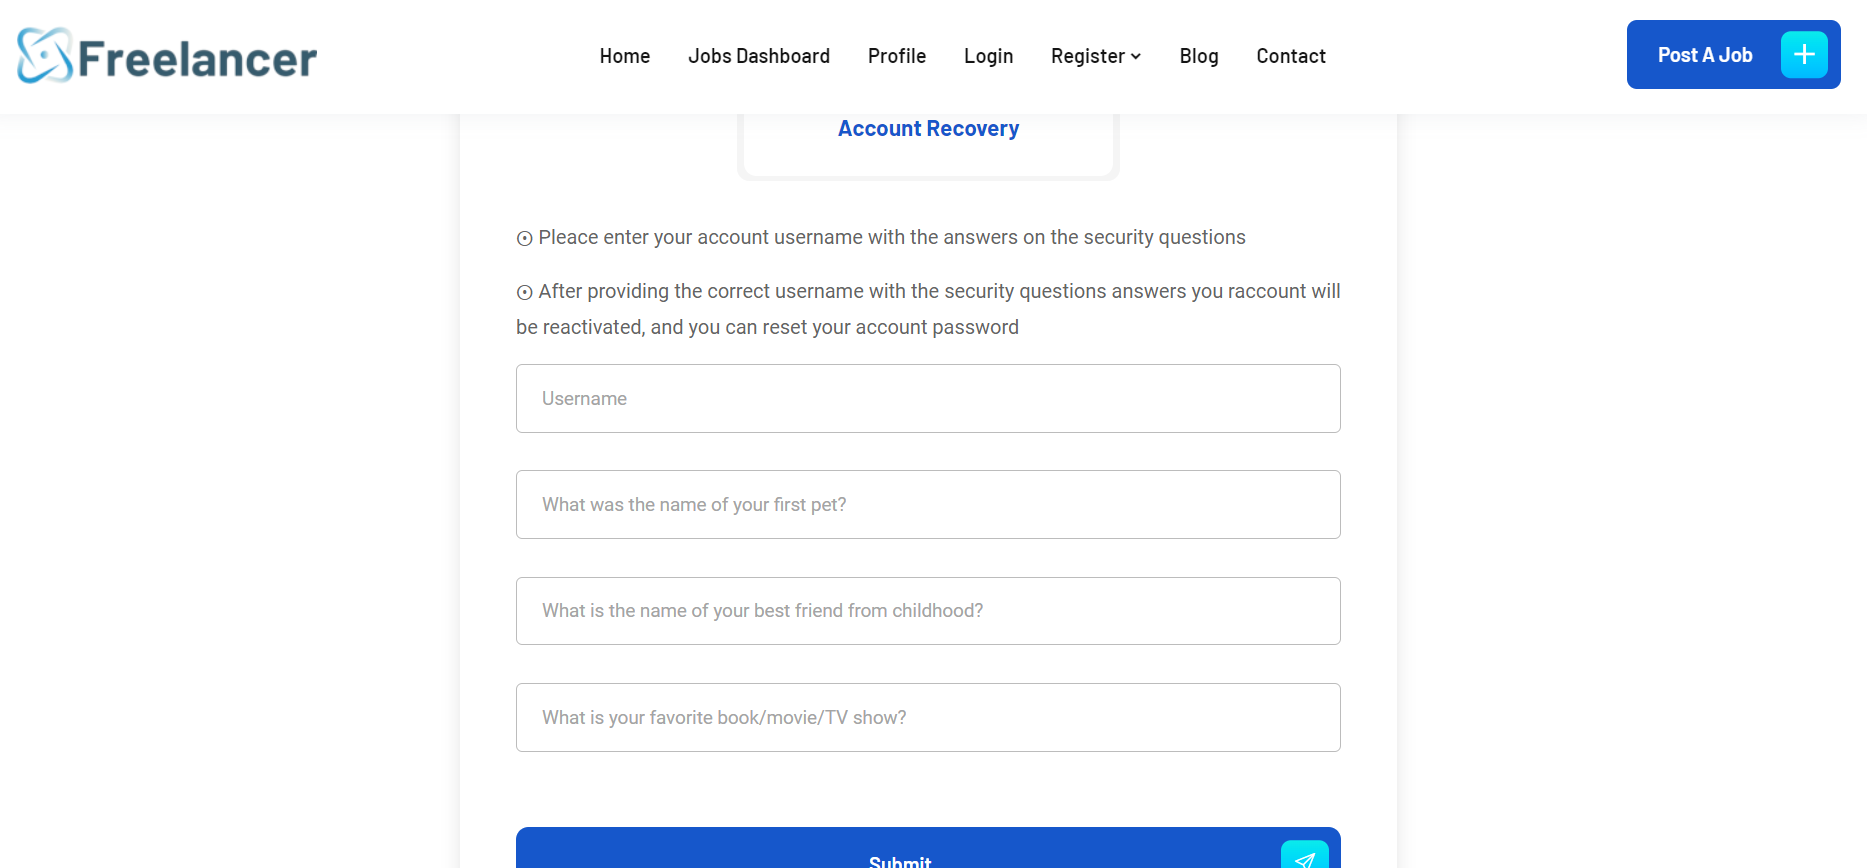 Freelancer
Home Jobs Dashboard Profile Login Register Blog Contact
Post A Job
Account Recovery
Pleace enter your account username with the answers on the security questions
After providing the correct username with the security questions answers you raccount will
be reactivated, and you can reset your account password
Username
What was the name of your first pet?
What is the name of your best friend from childhood?
What is your favorite book/movie/TV show?
Submit